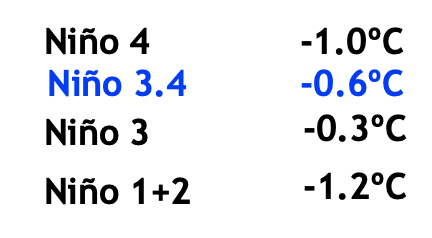 Niño 4 -1.0ºC
Niño 3.4 -0.6ºC
Niño 3 -0.3ºC
Niño 1+2 -1.2ºC